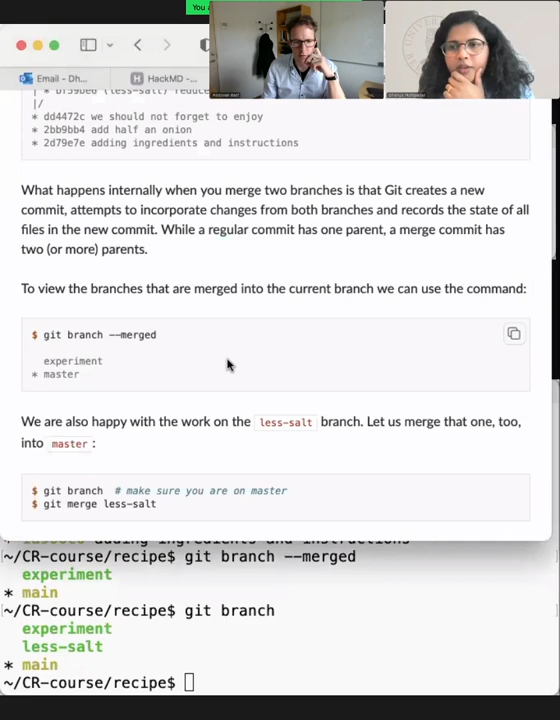 You a
Email - Dh...
HackMD -...
(less-salt) reduce
|/
* dd4472c we should not forget to enjoy
* 2bb9bb4 add half an onion
* 2d79e7e adding ingredients and instructions
What happens internally when you merge two branches is that Git creates a new
commit, attempts to incorporate changes from both branches and records the state of all
files in the new commit. While a regular commit has one parent, a merge commit has
two (or more) parents.
To view the branches that are merged into the current branch we can use the command:
$ git branch --merged
experiment
* master
We are also happy with the work on the less-salt branch. Let us merge that one, too,
into master :
$ git branch # make sure you are on master
$ git merge less-salt
adding ingredients and instructions
~/CR-course/recipe$ git branch --merged
experiment
* main
~/CR-course/recipe$ git branch
experiment
less-salt
* main
~/CR-course/recipe$